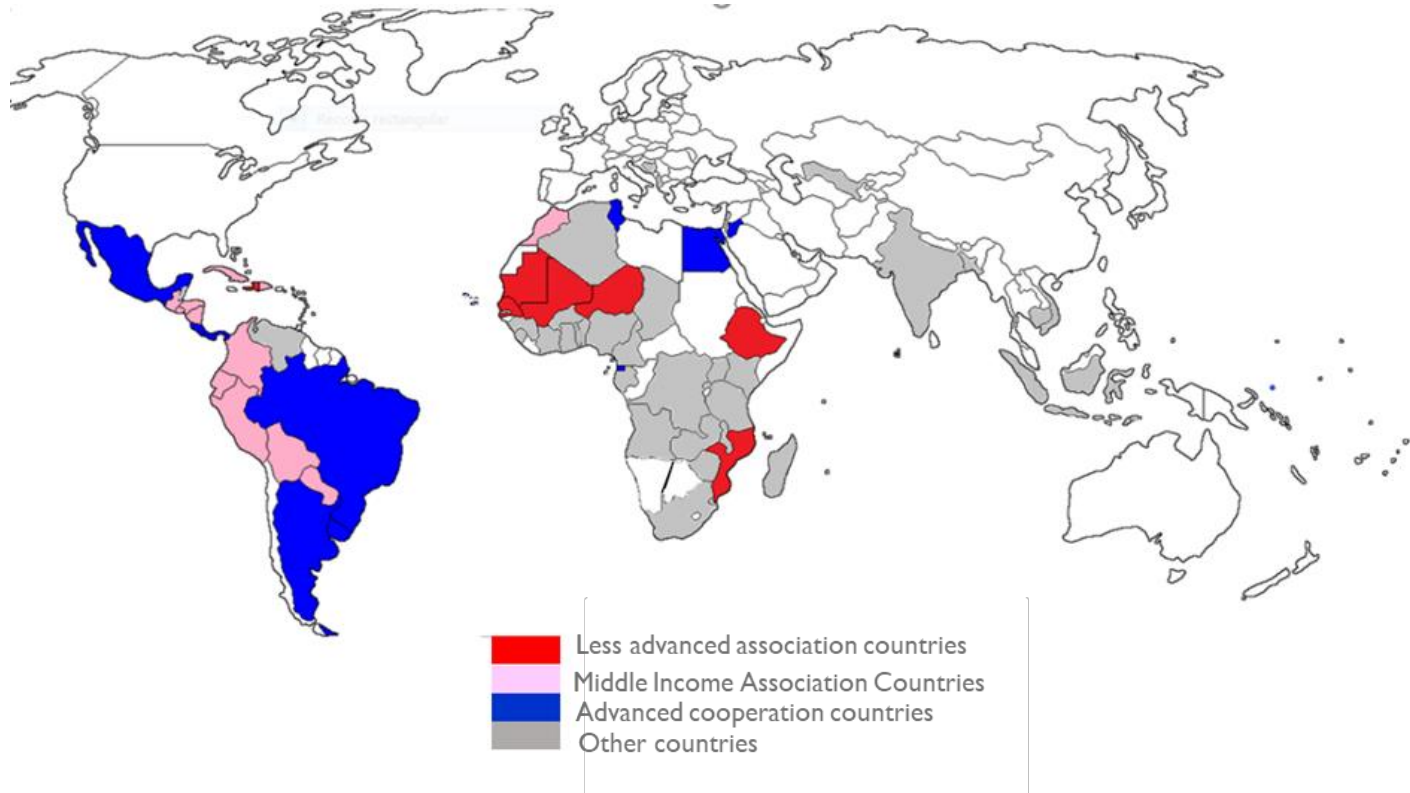 Less advanced association countries
Middle Income Association Countries
Advanced cooperation countries
Other countries